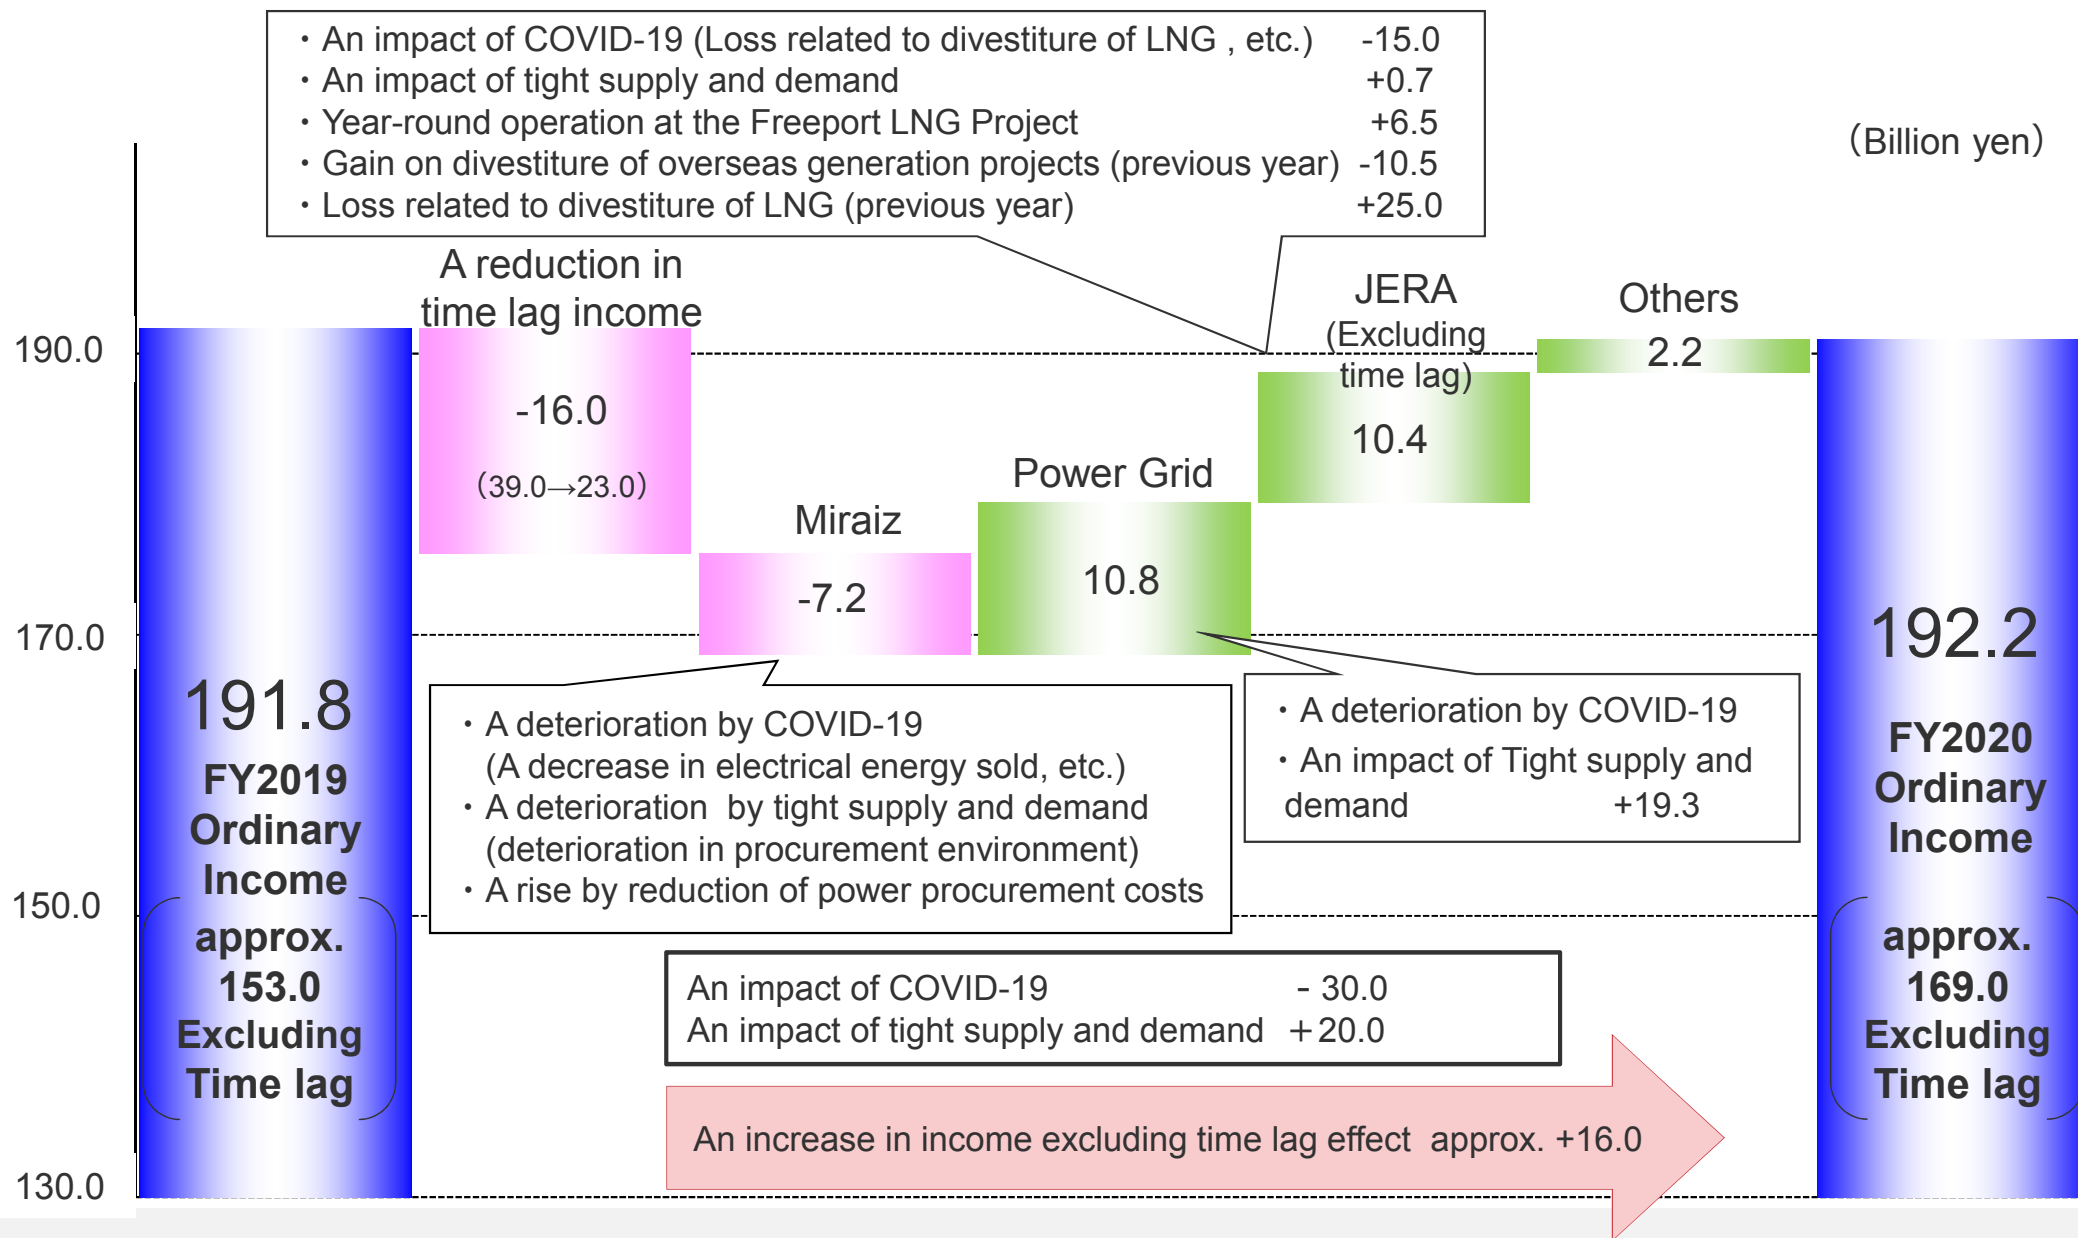 ・An impact of COVID-19 (Loss related to divestiture of LNG , etc.) -15.0
・An impact of tight supply and demand +0.7
・Year-round operation at the Freeport LNG Project +6.5
・Gain on divestiture of overseas generation projects (previous year) -10.5
・Loss related to divestiture of LNG (previous year) +25.0
（Billion yen）
A reduction in
time lag income
JERA
(Excluding
time lag)
Others
190.0
2.2
-16.0
（39.0→23.0）
10.4
Power Grid
Miraiz
10.8
-7.2
170.0
192.2
FY2020
Ordinary
Income
approx.
169.0
Excluding
Time lag
191.8
FY2019
Ordinary
Income
approx.
153.0
Excluding
Time lag
・A deterioration by COVID-19
(A decrease in electrical energy sold, etc.)
・A deterioration by tight supply and demand
(deterioration in procurement environment)
・A rise by reduction of power procurement costs
・A deterioration by COVID-19
・An impact of Tight supply and
demand +19.3
150.0
An impact of COVID-19 - 30.0
An impact of tight supply and demand ＋20.0
An increase in income excluding time lag effect approx. +16.0
130.0